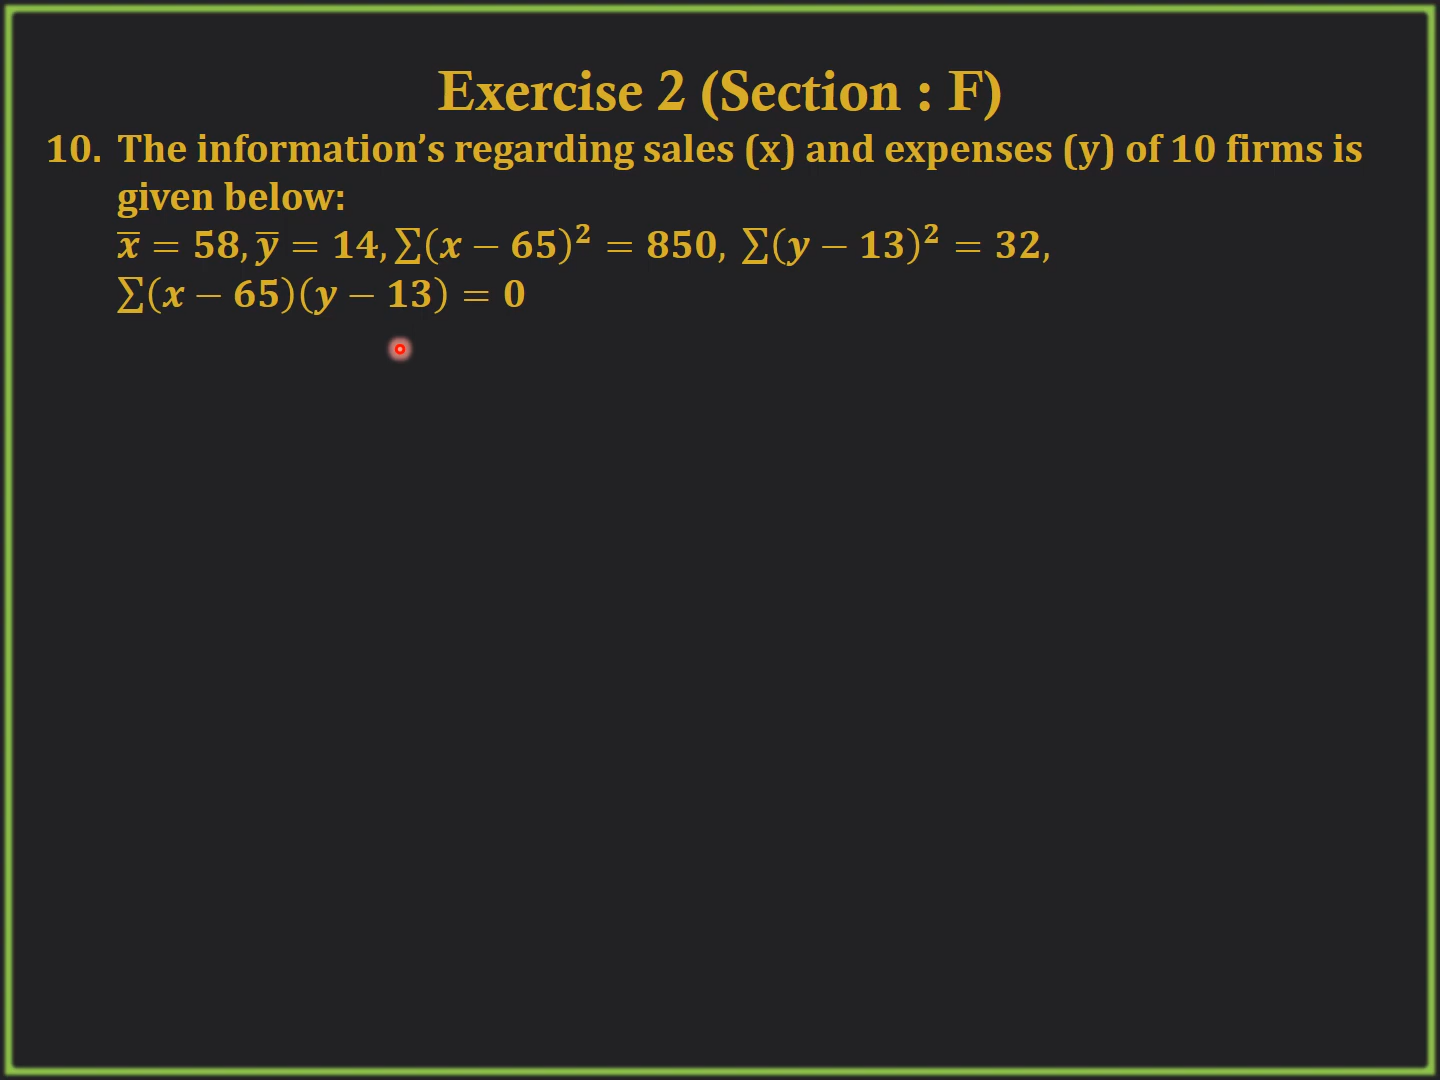 Exercise 2 (Section : F)
10. The information’s regarding sales (x) and expenses (y) of 10 firms is
given below:
x̅ = 58, y̅ = 14, ∑(x − 65)² = 850, ∑(y − 13)² = 32,
∑(x − 65)(y − 13) = 0